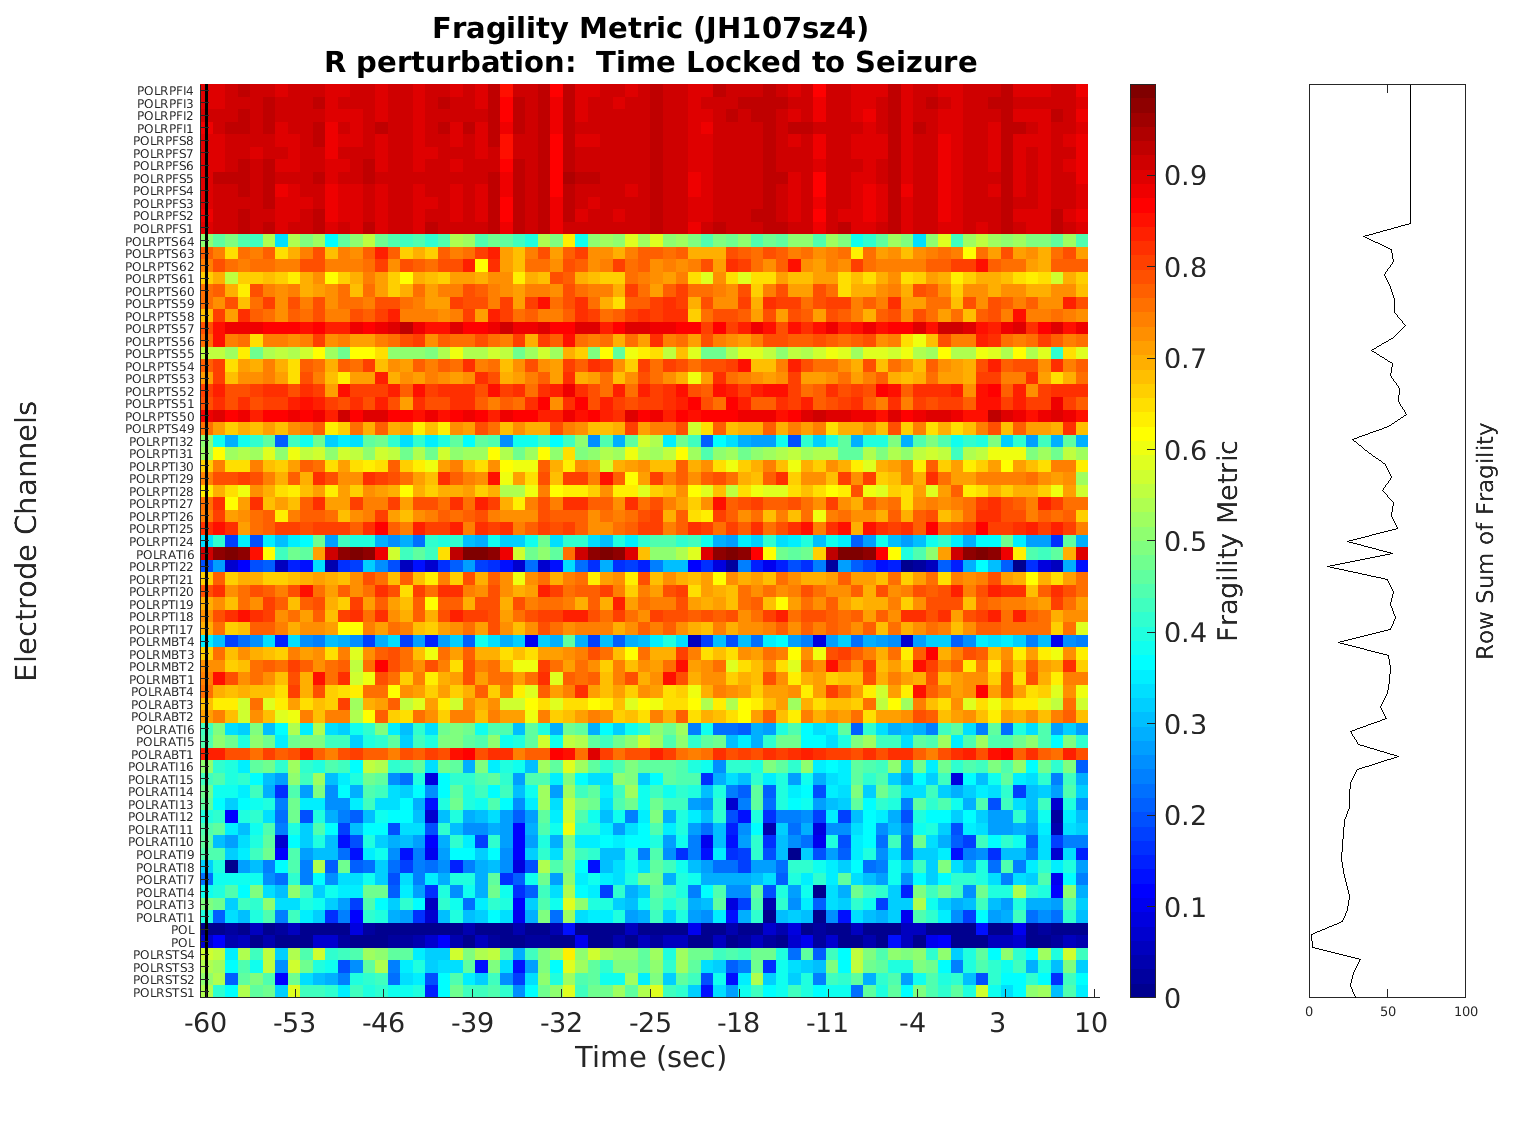 Fragility Metric (JH107sz4)
R perturbation:  Time Locked to Seizure
Electrode Channels
POLRPFI4
POLRPFI3
POLRPFI2
POLRPFI1
POLRPFS8
POLRPFS7
POLRPFS6
POLRPFS5
POLRPFS4
POLRPFS3
POLRPFS2
POLRPFS1
POLRPTS64
POLRPTS63
POLRPTS62
POLRPTS61
POLRPTS60
POLRPTS59
POLRPTS58
POLRPTS57
POLRPTS56
POLRPTS55
POLRPTS54
POLRPTS53
POLRPTS52
POLRPTS51
POLRPTS50
POLRPTS49
POLRPTI32
POLRPTI31
POLRPTI30
POLRPTI29
POLRPTI28
POLRPTI27
POLRPTI26
POLRPTI25
POLRPTI24
POLRATI6
POLRPTI22
POLRPTI21
POLRPTI20
POLRPTI19
POLRPTI18
POLRPTI17
POLRMBT4
POLRMBT3
POLRMBT2
POLRMBT1
POLRABT4
POLRABT3
POLRABT2
POLRATI6
POLRATI5
POLRABT1
POLRATI16
POLRATI15
POLRATI14
POLRATI13
POLRATI12
POLRATI11
POLRATI10
POLRATI9
POLRATI8
POLRATI7
POLRATI4
POLRATI3
POLRATI1
POL
POL
POLRSTS4
POLRSTS3
POLRSTS2
POLRSTS1
-60 -53 -46 -39 -32 -25 -18 -11 -4 3 10
Time (sec)
0.9
0.8
0.7
0.6
0.5
0.4
0.3
0.2
0.1
0
Fragility Metric
0 50 100
Row Sum of Fragility